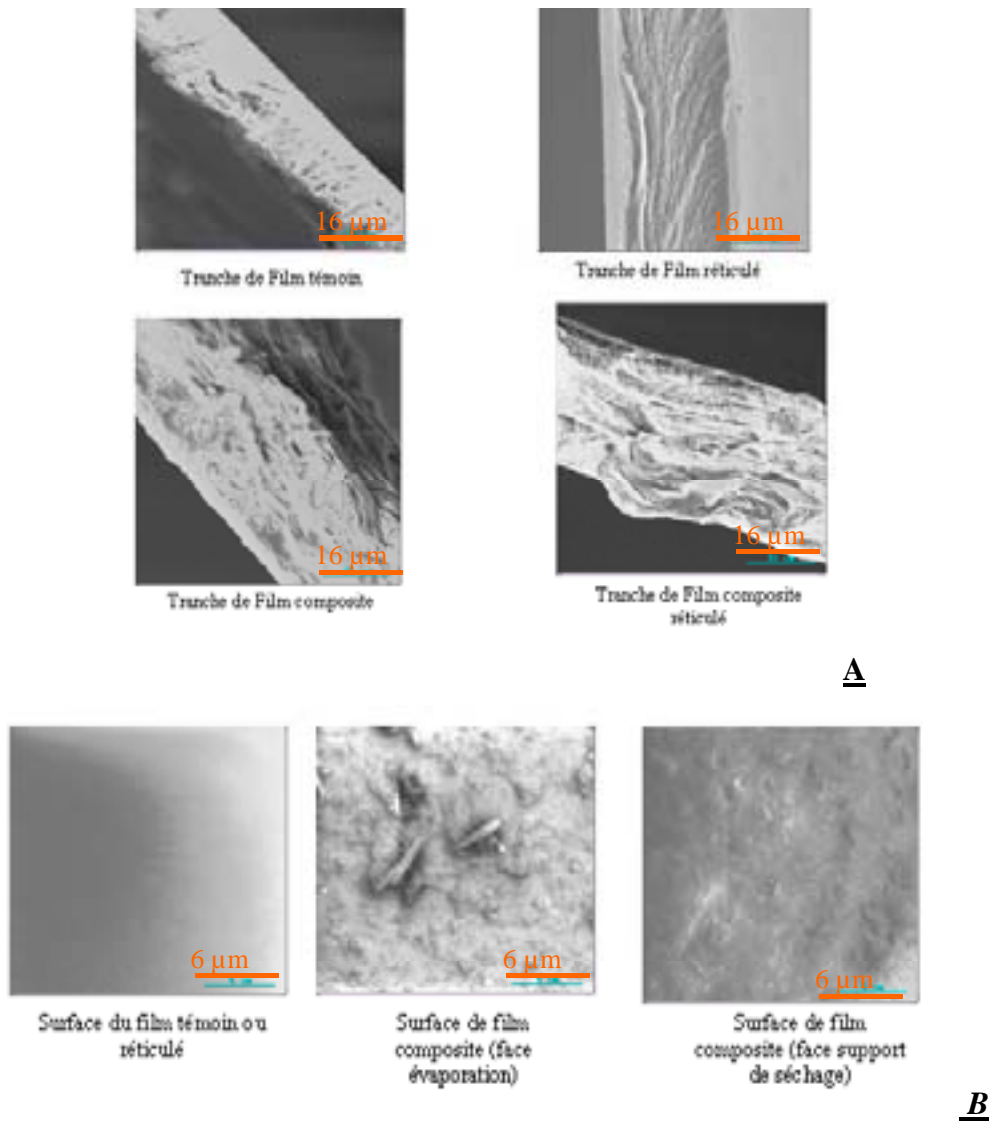 16 µm
16 µm
Tranche de Film témoin
Tranche de Film réticulé
16 µm
16 µm
Tranche de Film composite
Tranche de Film composite
réticulé
A
6 µm
6 µm
6 µm
Surface du film témoin ou
réticulé
Surface de film
composite (face
évaporation)
Surface de film
composite (face support
de séchage)
B